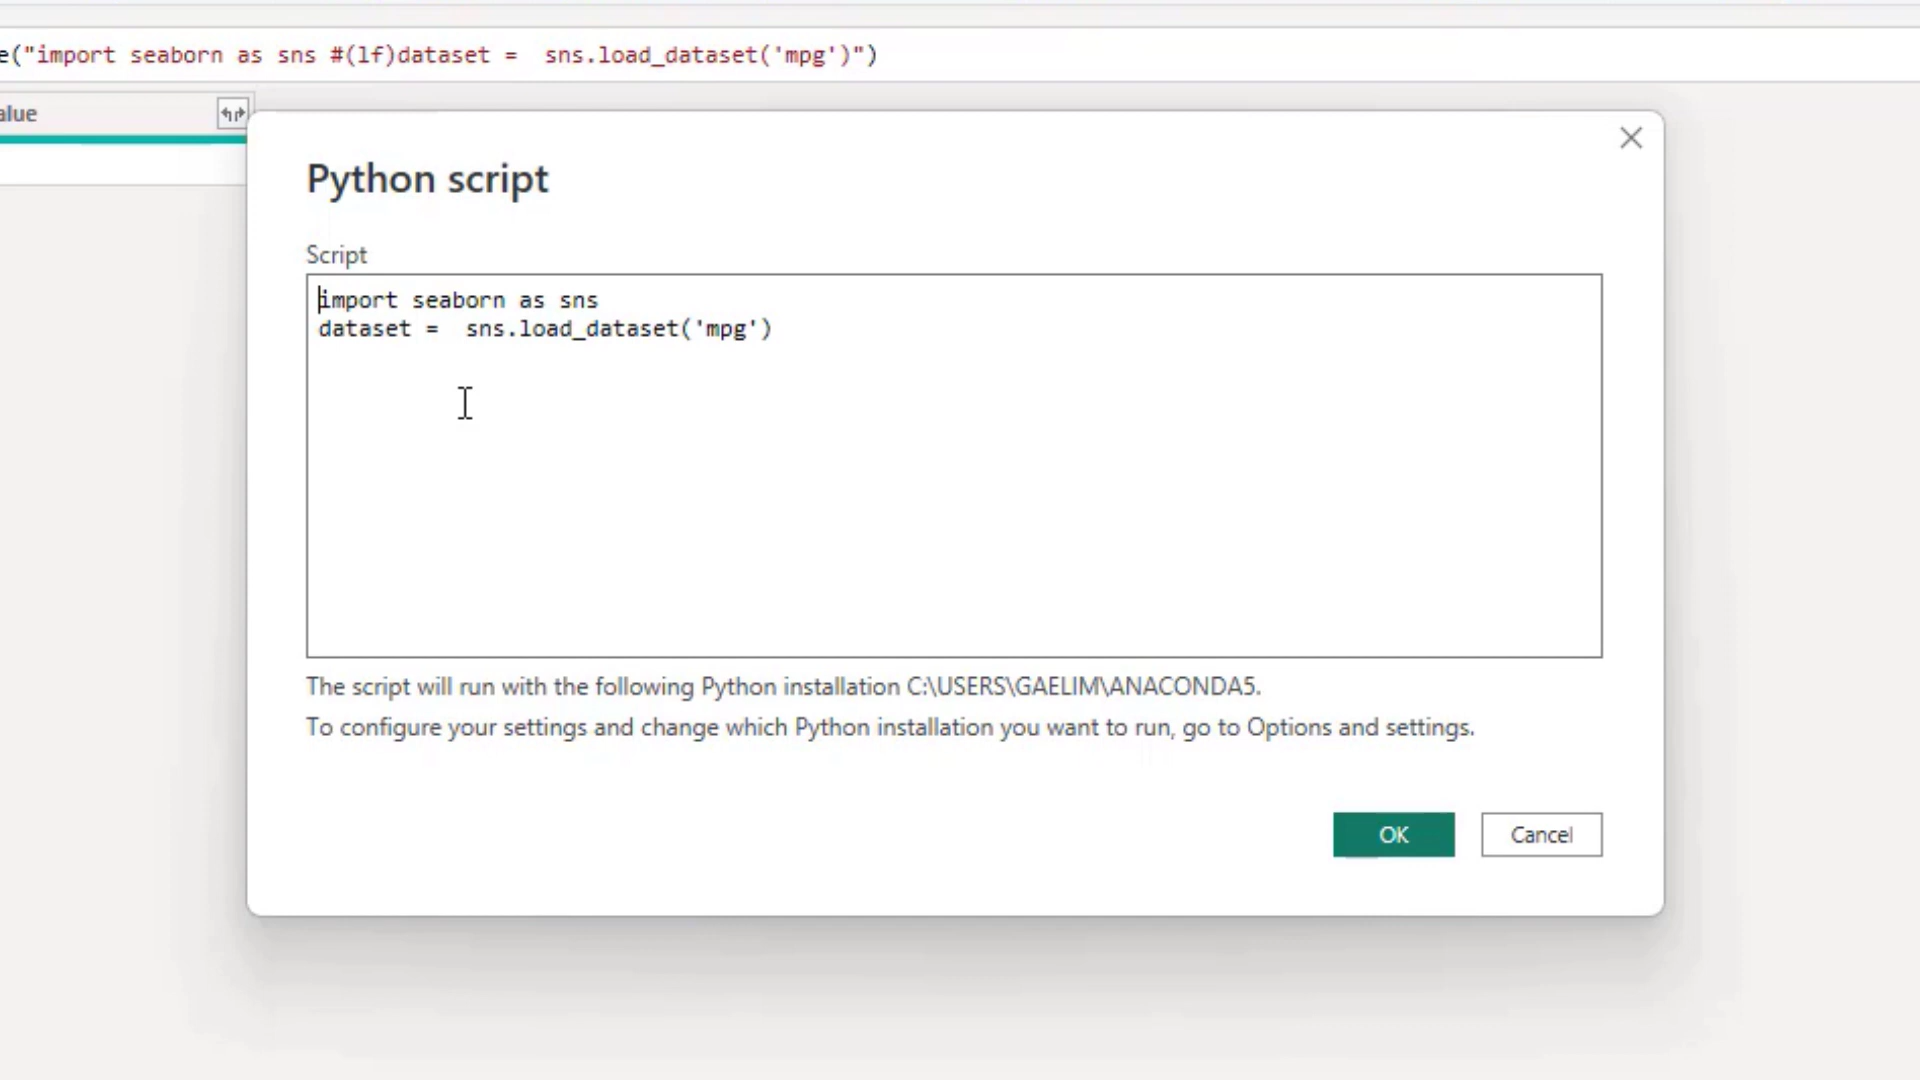 e("import seaborn as sns #(lf)dataset =  sns.load_dataset('mpg')")
alue
Python script
Script
import seaborn as sns
dataset =  sns.load_dataset('mpg')
The script will run with the following Python installation C:\USERS\GAELIM\ANACONDA5.
To configure your settings and change which Python installation you want to run, go to Options and settings.
OK
Cancel